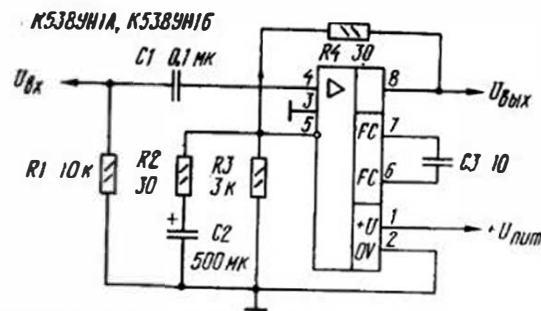 К538УН1А, К538УН1Б
R4 30
C1 0,1 мк
Uвх
4
3
5
8
Uвых
7
FC
FC
6
C3 10
R1 10к
R2
30
R3
3к
C2
500 мк
+
+U
1
+Uпит
0V
2